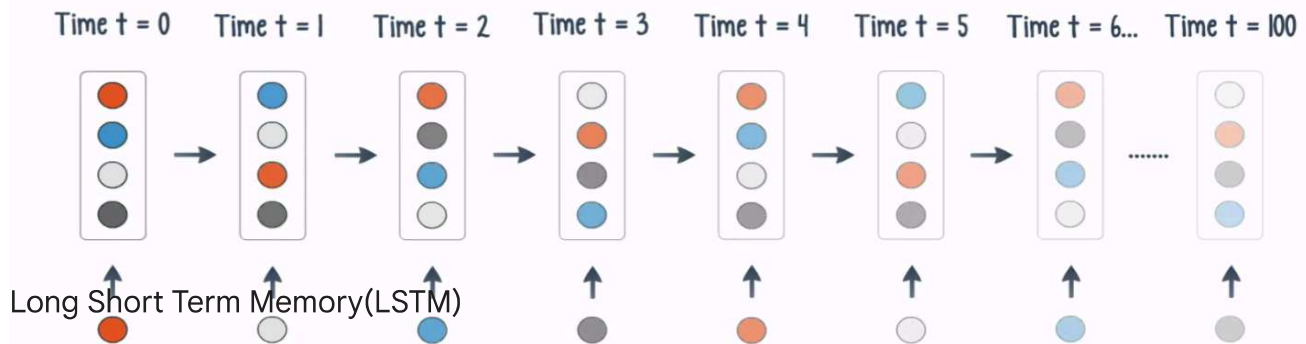 Time t = 0 Time t = 1 Time t = 2 Time t = 3 Time t = 4 Time t = 5 Time t = 6... Time t = 100
.......
Long Short Term Memory(LSTM)